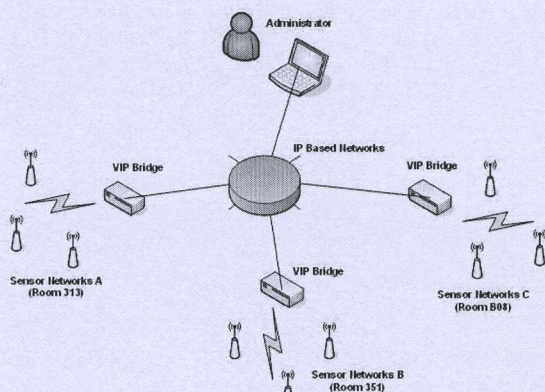 Administrator
IP Based Networks
VIP Bridge
VIP Bridge
Sensor Networks A
(Room 313)
VIP Bridge
Sensor Networks C
(Room B08)
Sensor Networks B
(Room 351)